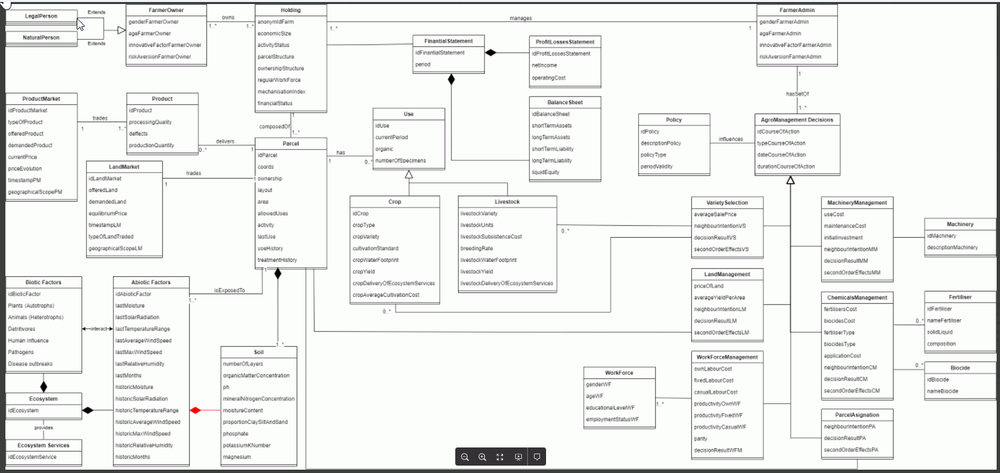 LegalPerson
Extends
NaturalPerson
Extends
FarmerOwner
genderFarmerOwner
ageFarmerOwner
innovativeFactorFarmerOwner
riskAversionFarmerOwner
owns
1..*
1..*
Holding
anonymIdFarm
economicSize
activityStatus
parcelStructure
ownershipStructure
regularWorkForce
mechanisationIndex
financialStatus
manages
1..*
1
FarmerAdmin
genderFarmerAdmin
ageFarmerAdmin
innovativeFactorFarmerAdmin
riskAversionFarmerAdmin
FinantialStatement
idFinantialStatement
period
ProfitLossesStatement
idProfitLossesStatement
netIncome
operatingCost
BalanceSheet
idBalanceSheet
shortTermAssets
longTermAssets
shortTermLiability
longTermLiability
liquidEquity
1
hasSetOf
1..*
ProductMarket
idProductMarket
typeOfProduct
offeredProduct
demandedProduct
currentPrice
priceEvolution
timestampPM
geographicalScopePM
trades
1
1..*
Product
idProduct
processingQuality
deffects
productionQuantity
delivers
0..*
1
1
composedOf
1..*
Parcel
idParcel
coords
ownership
layout
area
allowedUses
activity
lastUse
useHistory
treatmentHistory
has
1
0..*
Use
idUse
currentPeriod
organic
numberOfSpecimens
Policy
idPolicy
descriptionPolicy
policyType
periodValidity
influences
AgroManagement Decisions
idCourseOfAction
typeCourseOfAction
dateCourseOfAction
durationCourseOfAction
LandMarket
idLandMarket
offeredLand
demandedLand
equilibriumPrice
timestampLM
typeOfLandTraded
geographicalScopeLM
trades
1
1
Crop
idCrop
cropType
cropVariety
cultivationStandard
cropWaterFootprint
cropYield
cropDeliveryOfEcosystemServices
cropAverageCultivationCost
0..*
Livestock
livestockVariety
livestockUnits
livestockSubsistenceCost
breedingRate
livestockWaterFootprint
livestockYield
livestockDeliveryOfEcosystemServices
0..*
VarietySelection
averageSalePrice
neighbourIntentionVS
decisionResultVS
secondOrderEffectsVS
MachineryManagement
useCost
maintenanceCost
initialInvestment
neighbourIntentionMM
decisionResultMM
secondOrderEffectsMM
Machinery
idMachinery
descriptionMachinery
LandManagement
priceOfLand
averageYieldPerArea
neighbourIntentionLM
decisionResultLM
secondOrderEffectsLM
ChemicalsManagement
fertilisersCost
biocidesCost
fertiliserType
biocidesType
applicationCost
neighbourIntentionCM
decisionResultCM
secondOrderEffectsCM
0..*
0..*
Fertiliser
idFertiliser
nameFertiliser
solidLiquid
composition
Biocide
idBiocide
nameBiocide
Biotic Factors
idBioticFactor
Plants (Autotrophs)
Animals (Heterotrophs)
Detritivores
Human Influence
Pathogens
Disease outbreaks
interact
Abiotic Factors
idAbioticFactor
lastMoisture
lastSolarRadiation
lastTemperatureRange
lastAverageWindSpeed
lastMaxWindSpeed
lastRelativeHumidity
lastMonths
historicMoisture
historicSolarRadiation
historicTemperatureRange
historicAverageWindSpeed
historicMaxWindSpeed
historicRelativeHumidity
historicMonths
isExposedTo
1..*
1
1..*
Soil
numberOfLayers
organicMatterConcentration
ph
mineralNitrogenConcentration
moistureContent
proportionClaySiltAndSand
phosphate
potassiumKNumber
magnesium
Ecosystem
idEcosystem
provides
Ecosystem Services
idEcosystemService
WorkForce
genderWF
ageWF
educationalLevelWF
employmentStatusWF
1..*
WorkForceManagement
ownLabourCost
fixedLabourCost
casualLabourCost
productivityOwnWF
productivityFixedWF
productivityCasualWF
parity
decisionResultWFM
ParcelAsignation
neighbourIntentionPA
decisionResultPA
secondOrderEffectsPA